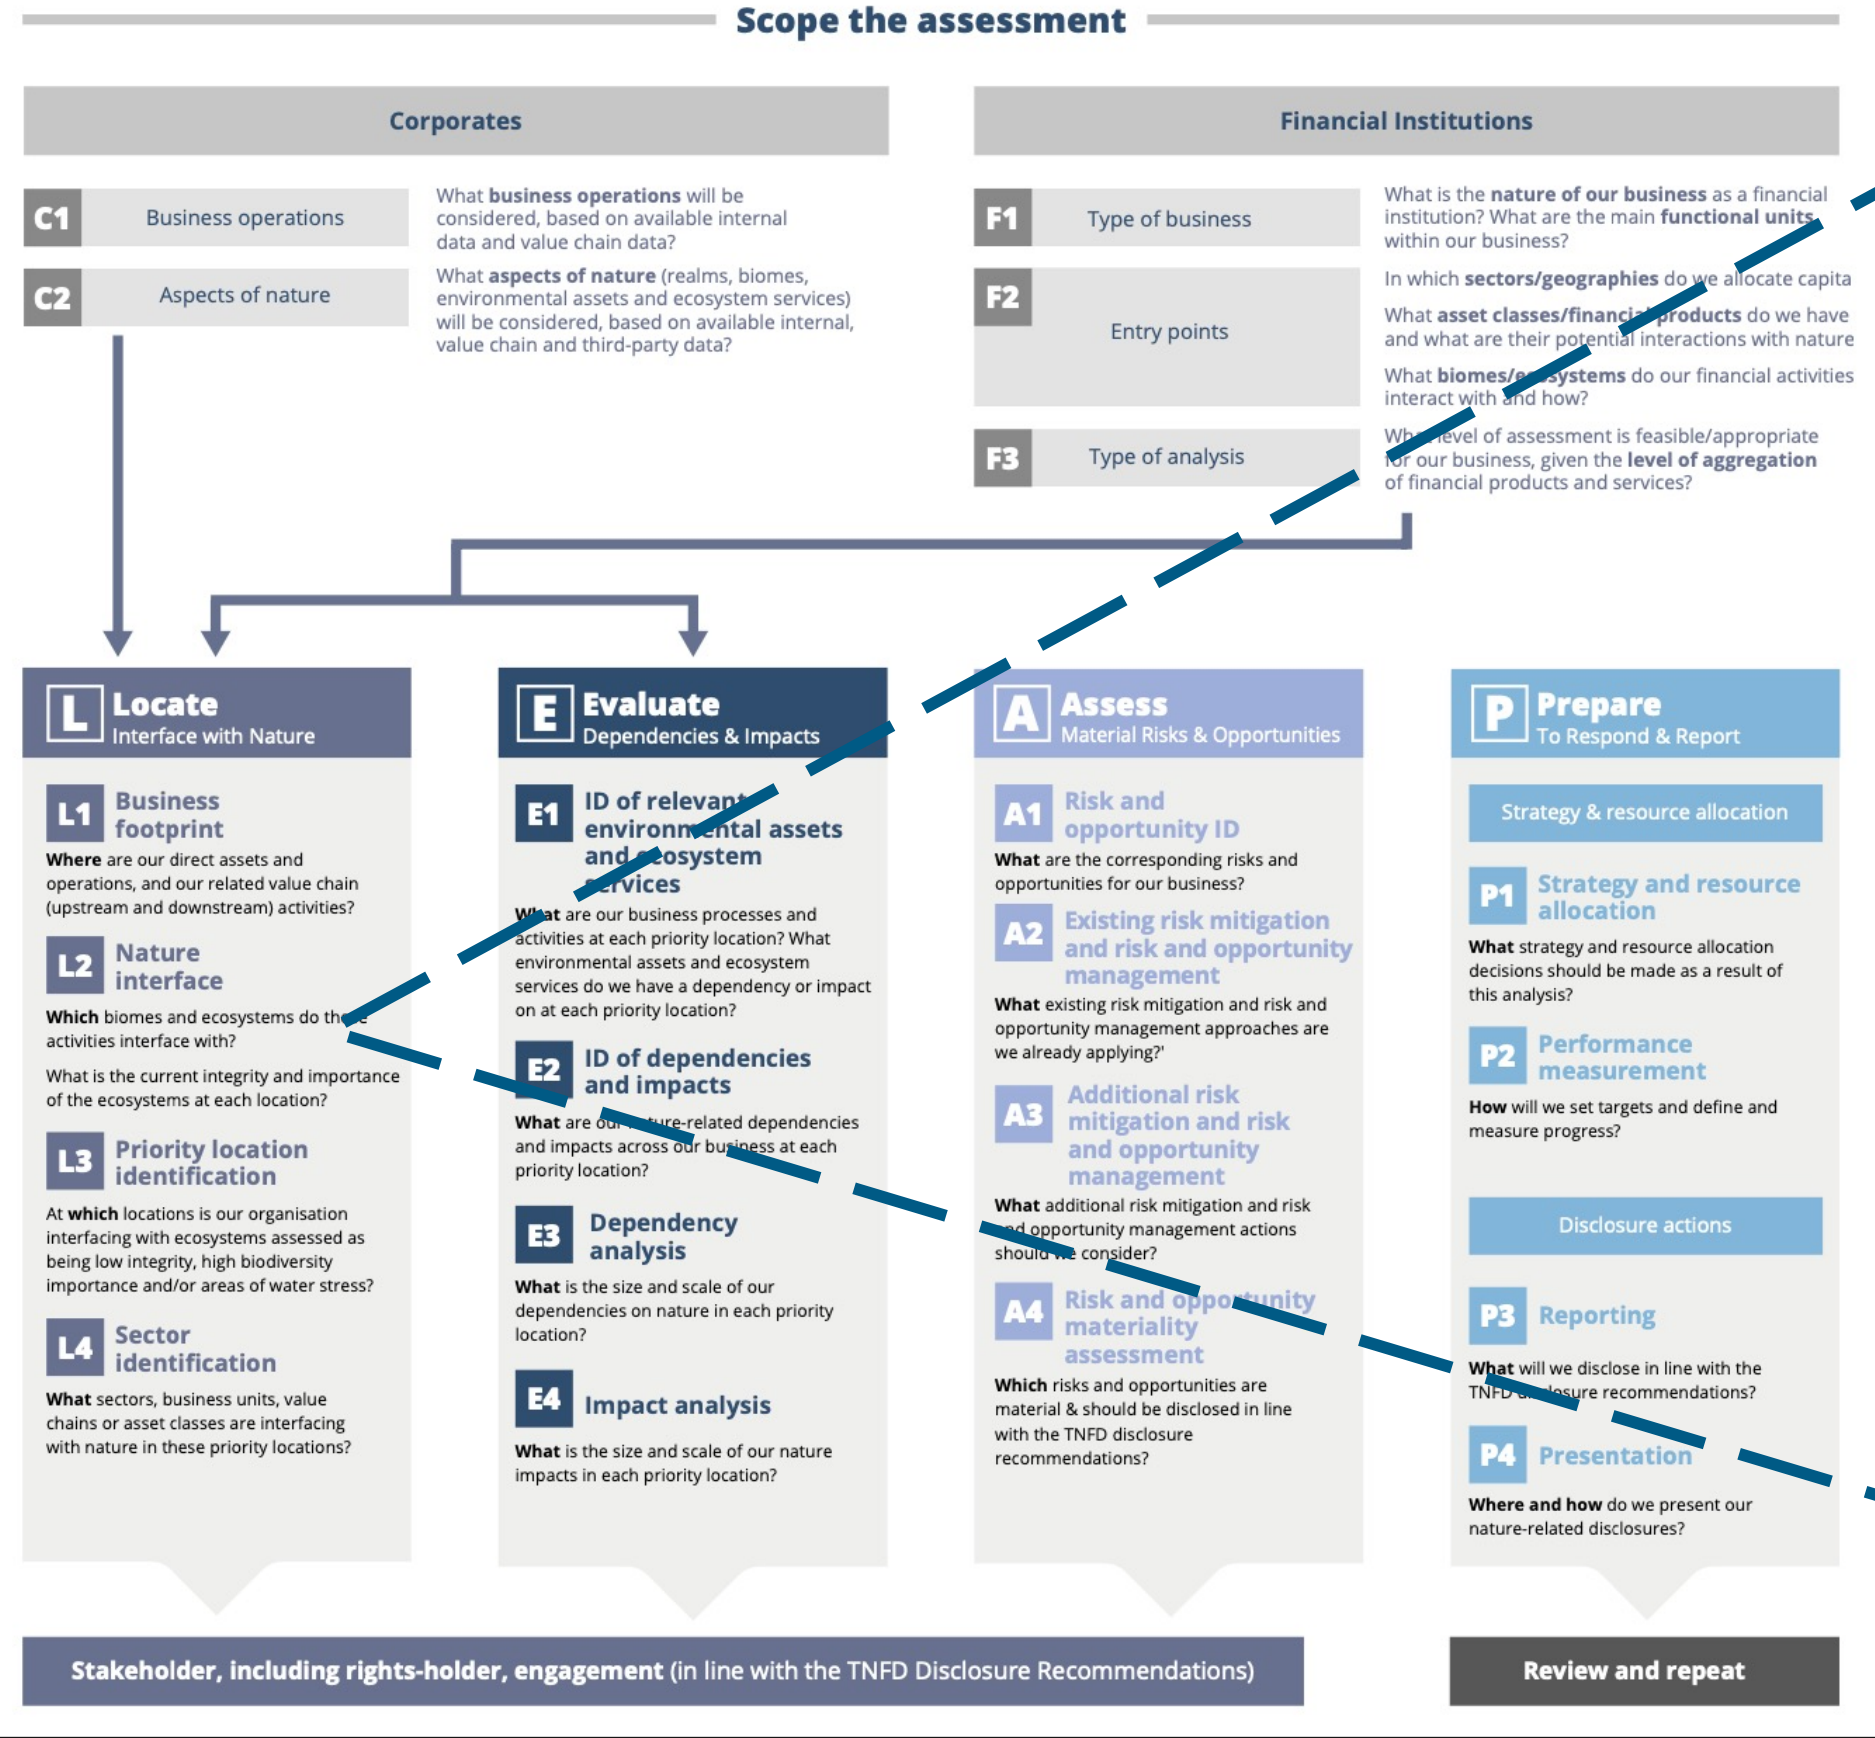 Scope the assessment
Corporates
C1
Business operations
What business operations will be
considered, based on available internal
data and value chain data?
C2
Aspects of nature
What aspects of nature (realms, biomes,
environmental assets and ecosystem services)
will be considered, based on available internal,
value chain and third-party data?
Financial Institutions
F1
Type of business
What is the nature of our business as a financial
institution? What are the main functional units
within our business?
F2
Entry points
In which sectors/geographies do we allocate capita
What asset classes/financial products do we have
and what are their potential interactions with nature
What biomes/ecosystems do our financial activities
interact with and how?
F3
Type of analysis
What level of assessment is feasible/appropriate
for our business, given the level of aggregation
of financial products and services?
L Locate
Interface with Nature
L1 Business
footprint
Where are our direct assets and
operations, and our related value chain
(upstream and downstream) activities?
L2 Nature
interface
Which biomes and ecosystems do these
activities interface with?
What is the current integrity and importance
of the ecosystems at each location?
L3 Priority location
identification
At which locations is our organisation
interfacing with ecosystems assessed as
being low integrity, high biodiversity
importance and/or areas of water stress?
L4 Sector
identification
What sectors, business units, value
chains or asset classes are interfacing
with nature in these priority locations?
E Evaluate
Dependencies & Impacts
E1 ID of relevant
environmental assets
and ecosystem
services
What are our business processes and
activities at each priority location? What
environmental assets and ecosystem
services do we have a dependency or impact
on at each priority location?
E2 ID of dependencies
and impacts
What are our nature-related dependencies
and impacts across our business at each
priority location?
E3 Dependency
analysis
What is the size and scale of our
dependencies on nature in each priority
location?
E4 Impact analysis
What is the size and scale of our nature
impacts in each priority location?
A Assess
Material Risks & Opportunities
A1 Risk and
opportunity ID
What are the corresponding risks and
opportunities for our business?
A2 Existing risk mitigation
and risk and opportunity
management
What existing risk mitigation and risk and
opportunity management approaches are
we already applying?'
A3 Additional risk
mitigation and risk
and opportunity
management
What additional risk mitigation and risk
and opportunity management actions
should we consider?
A4 Risk and opportunity
materiality
assessment
Which risks and opportunities are
material & should be disclosed in line
with the TNFD disclosure
recommendations?
P Prepare
To Respond & Report
Strategy & resource allocation
P1 Strategy and resource
allocation
What strategy and resource allocation
decisions should be made as a result of
this analysis?
P2 Performance
measurement
How will we set targets and define and
measure progress?
Disclosure actions
P3 Reporting
What will we disclose in line with the
TNFD disclosure recommendations?
P4 Presentation
Where and how do we present our
nature-related disclosures?
Stakeholder, including rights-holder, engagement (in line with the TNFD Disclosure Recommendations)
Review and repeat